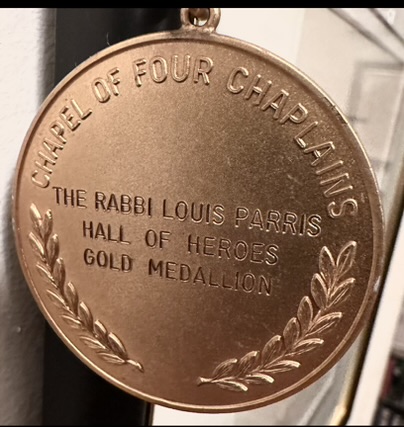 CHAPEL OF FOUR CHAPLAINS
THE RABBI LOUIS PARRIS
HALL OF HEROES
GOLD MEDALLION